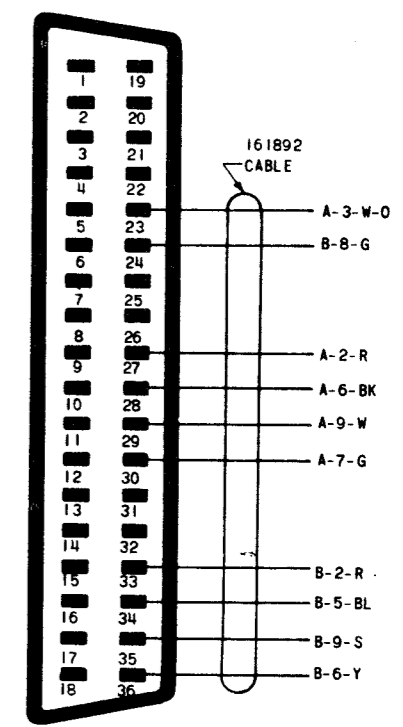 161892
CABLE
1 19
2 20
3 21
4 22
5 23 A-3-W-O
6 24 B-8-G
7 25
8 26
9 27 A-2-R
10 28 A-6-BK
11 29 A-9-W
12 30 A-7-G
13 31
14 32
15 33 B-2-R
16 34 B-5-BL
17 35 B-9-S
18 36 B-6-Y